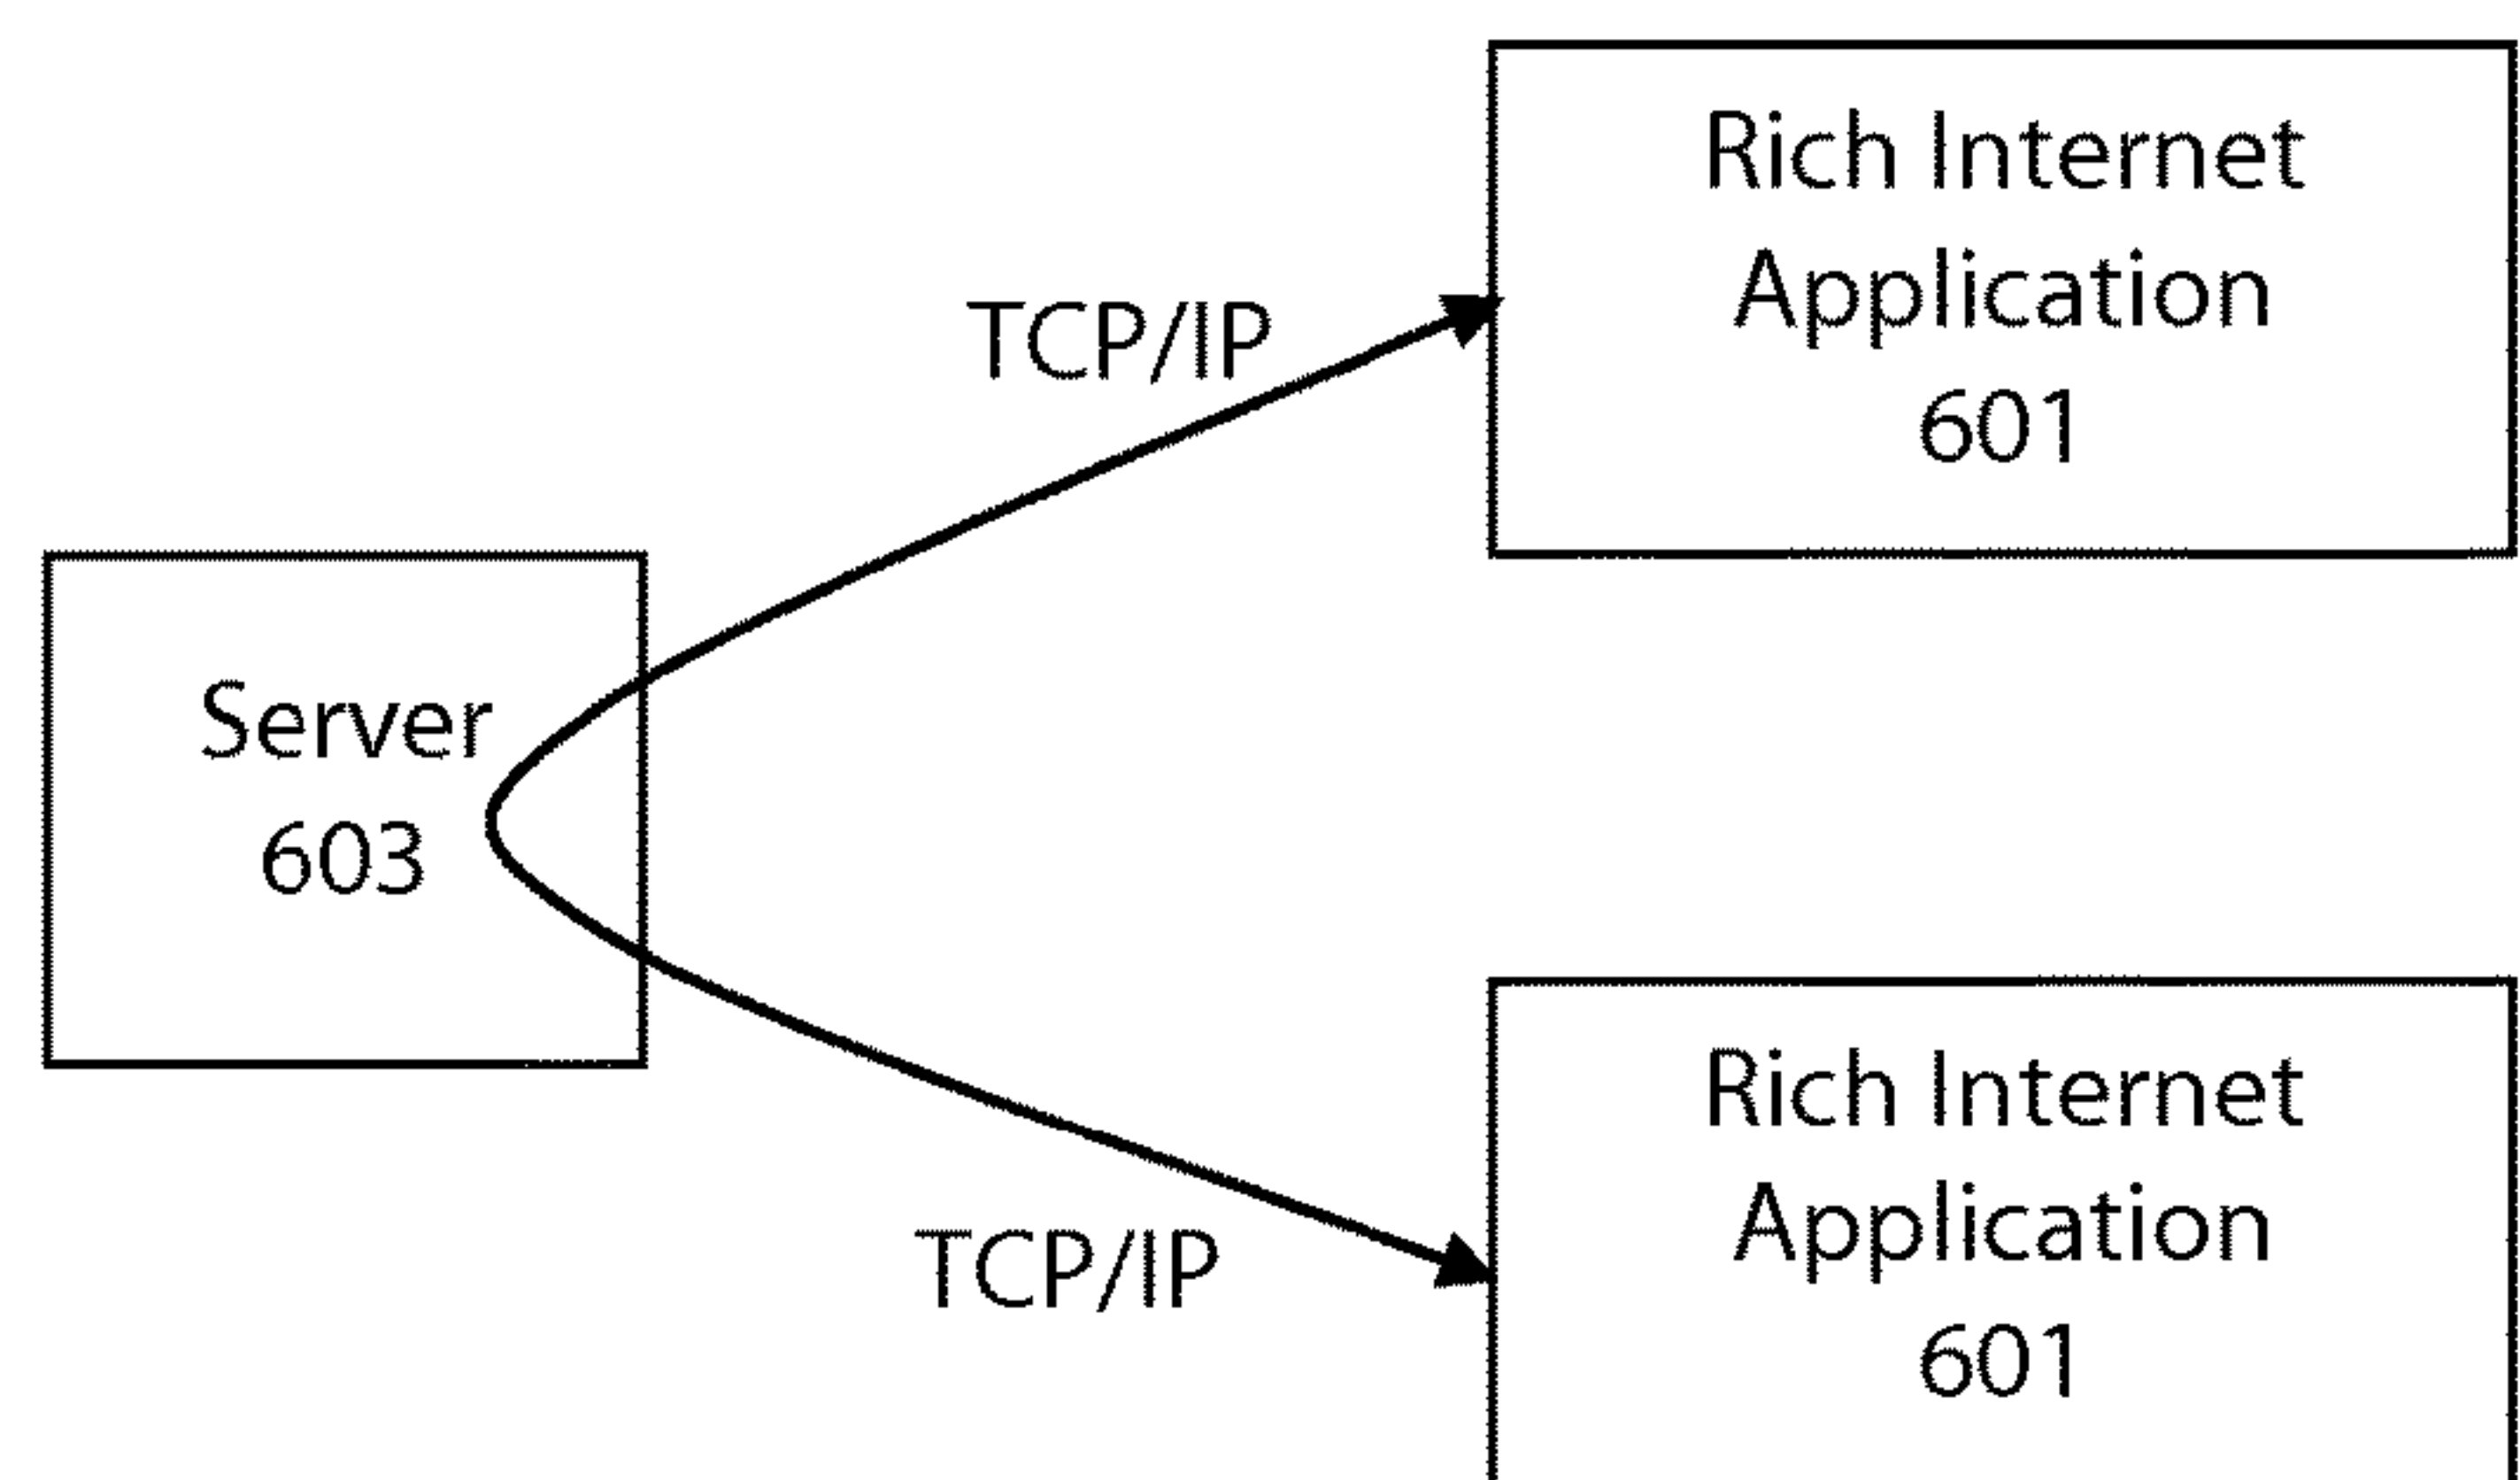 Rich Internet
Application
601
TCP/IP
Server
603
TCP/IP
Rich Internet
Application
601